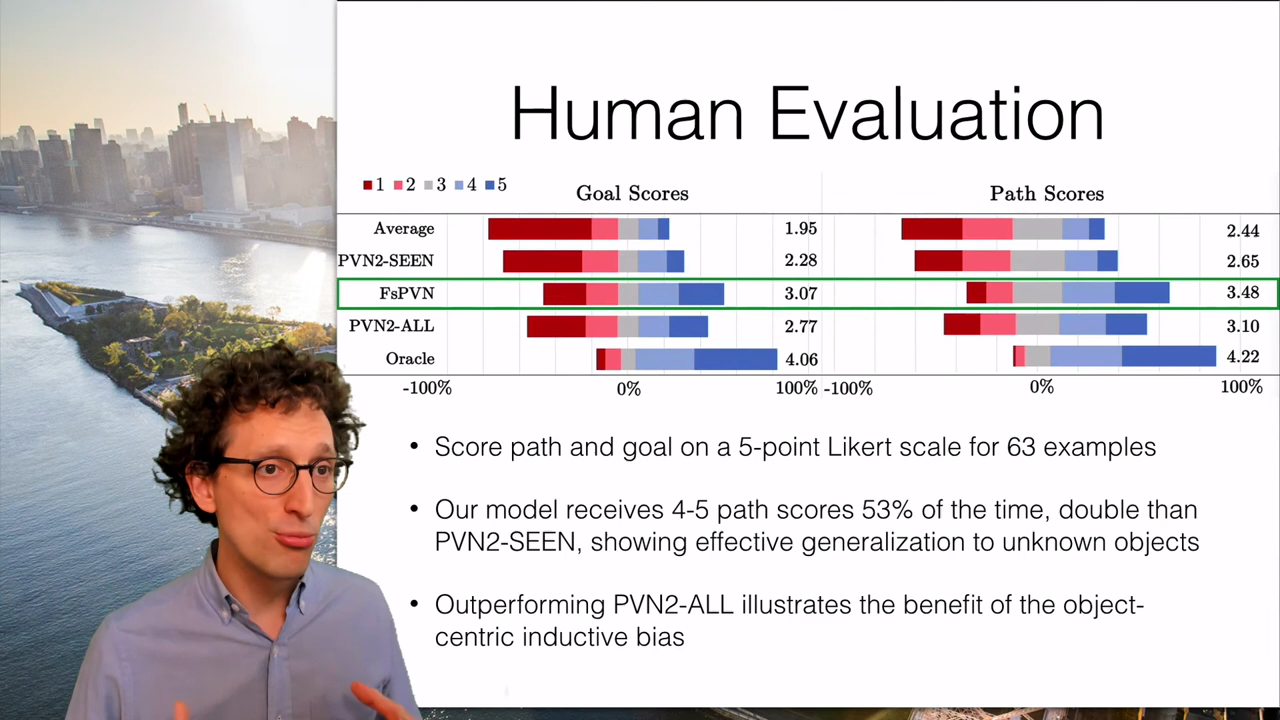 Human Evaluation
1 2 3 4 5
Goal Scores
Path Scores
Average 1.95 2.44
PVN2-SEEN 2.28 2.65
FsPVN 3.07 3.48
PVN2-ALL 2.77 3.10
Oracle 4.06 4.22
-100% 0% 100% -100% 0% 100%
• Score path and goal on a 5-point Likert scale for 63 examples
• Our model receives 4-5 path scores 53% of the time, double than
PVN2-SEEN, showing effective generalization to unknown objects
• Outperforming PVN2-ALL illustrates the benefit of the object-
centric inductive bias